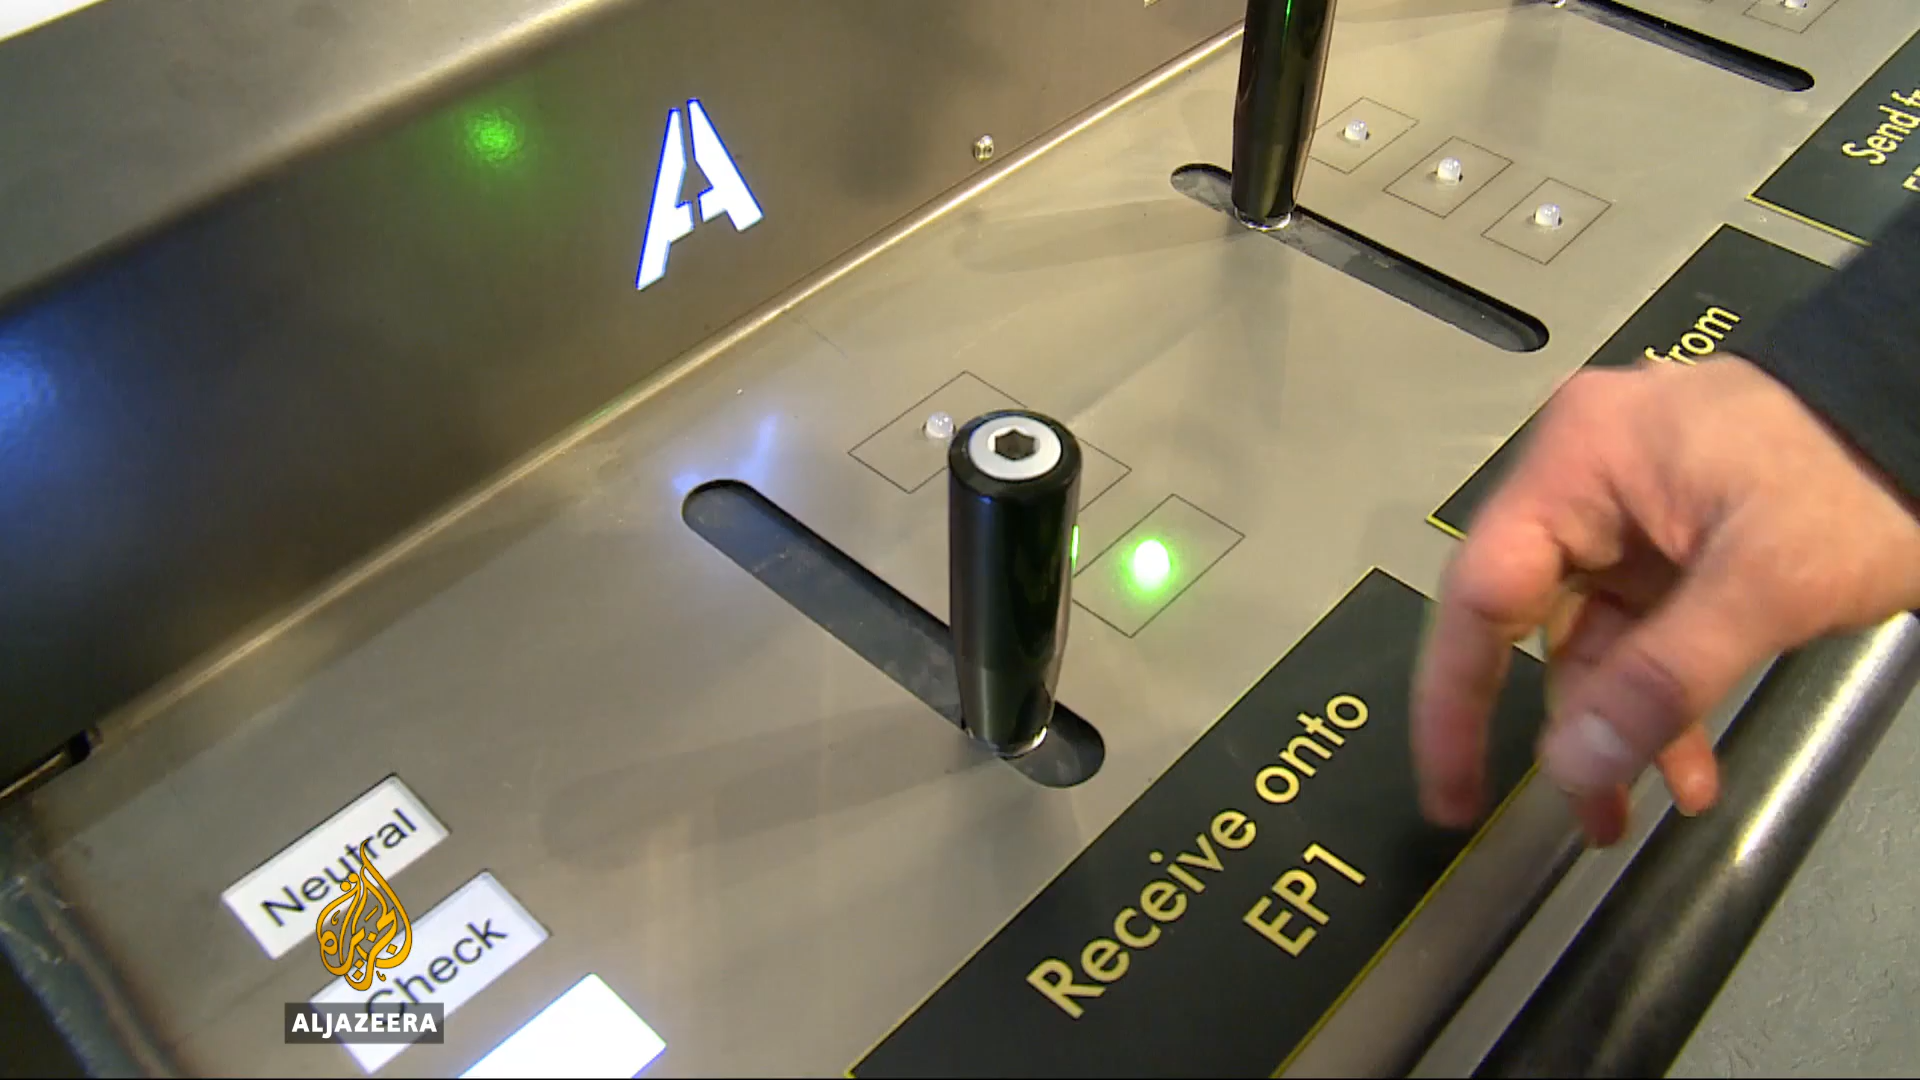 A
Send
from
Receive onto
EP1
Neutral
Check
ALJAZEERA